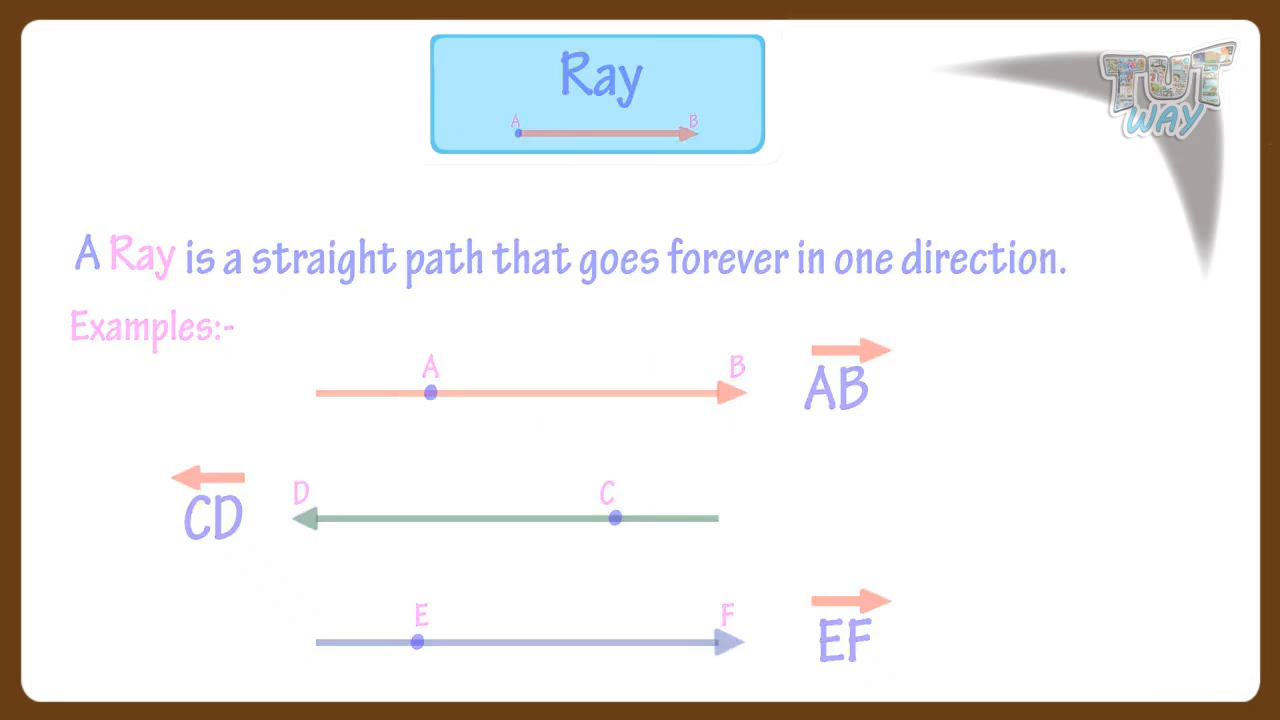 Ray
A B
TUT
WAY
A Ray is a straight path that goes forever in one direction.
Examples:-
A B
AB
CD
D C
E F
EF